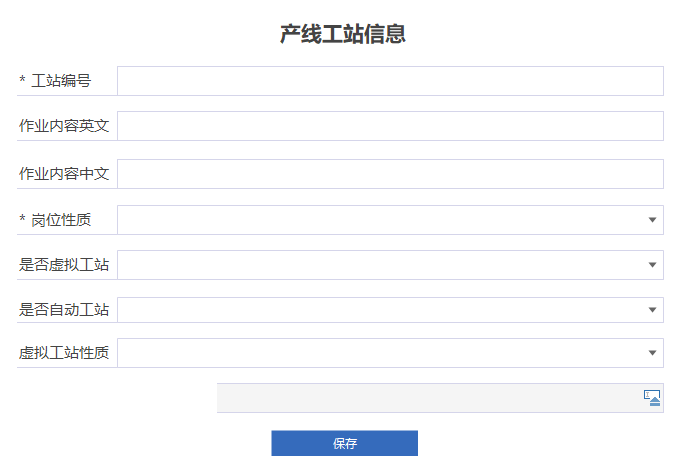 产线工站信息
* 工站编号
作业内容英文
作业内容中文
* 岗位性质
是否虚拟工站
是否自动工站
虚拟工站性质
保存